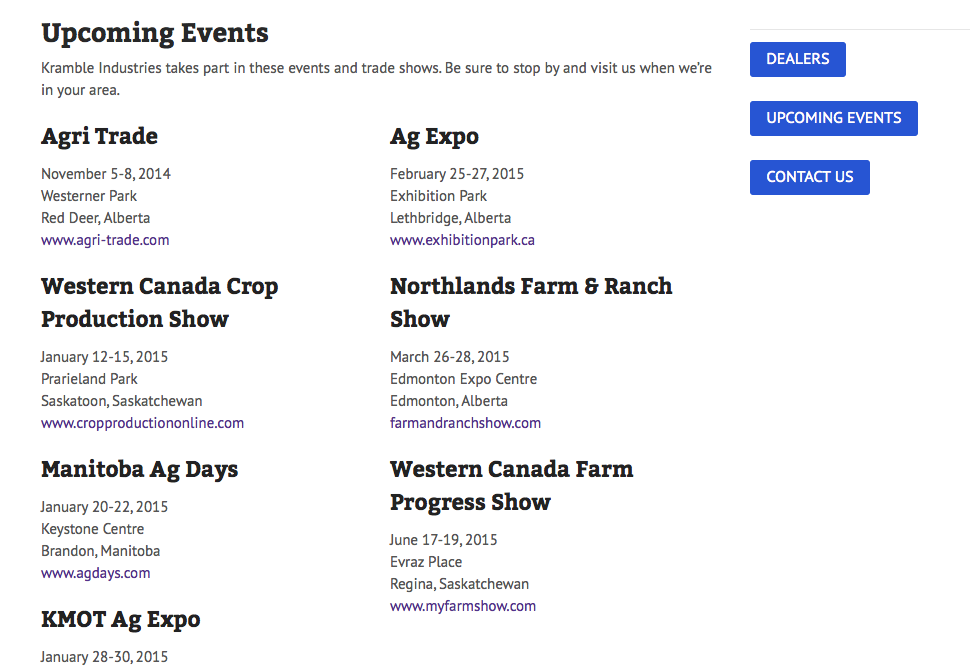 Upcoming Events
Kramble Industries takes part in these events and trade shows. Be sure to stop by and visit us when we're
in your area.
Agri Trade
November 5-8, 2014
Westerner Park
Red Deer, Alberta
www.agri-trade.com
Western Canada Crop
Production Show
January 12-15, 2015
Prarieland Park
Saskatoon, Saskatchewan
www.cropproductiononline.com
Manitoba Ag Days
January 20-22, 2015
Keystone Centre
Brandon, Manitoba
www.agdays.com
KMOT Ag Expo
January 28-30, 2015
Ag Expo
February 25-27, 2015
Exhibition Park
Lethbridge, Alberta
www.exhibitionpark.ca
Northlands Farm & Ranch
Show
March 26-28, 2015
Edmonton Expo Centre
Edmonton, Alberta
farmandranchshow.com
Western Canada Farm
Progress Show
June 17-19, 2015
Evraz Place
Regina, Saskatchewan
www.myfarmshow.com
DEALERS
UPCOMING EVENTS
CONTACT US